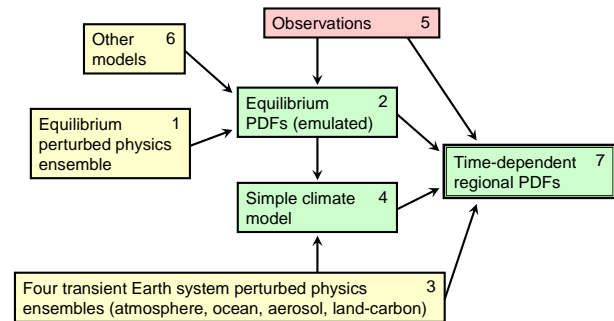 Observations 5
Other 6
models
Equilibrium 2
PDFs (emulated)
Equilibrium 1
perturbed physics
ensemble
Time-dependent 7
regional PDFs
Simple climate 4
model
Four transient Earth system perturbed physics 3
ensembles (atmosphere, ocean, aerosol, land-carbon)